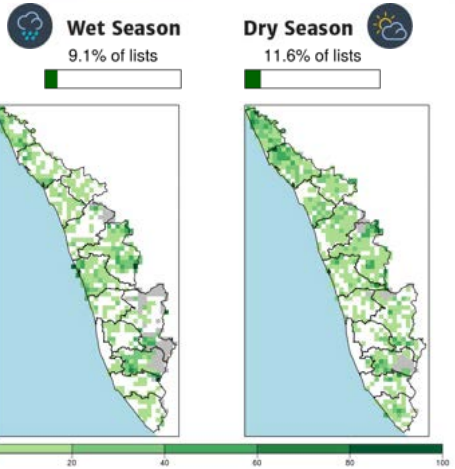 Wet Season
9.1% of lists
Dry Season
11.6% of lists
20 40 60 80 100